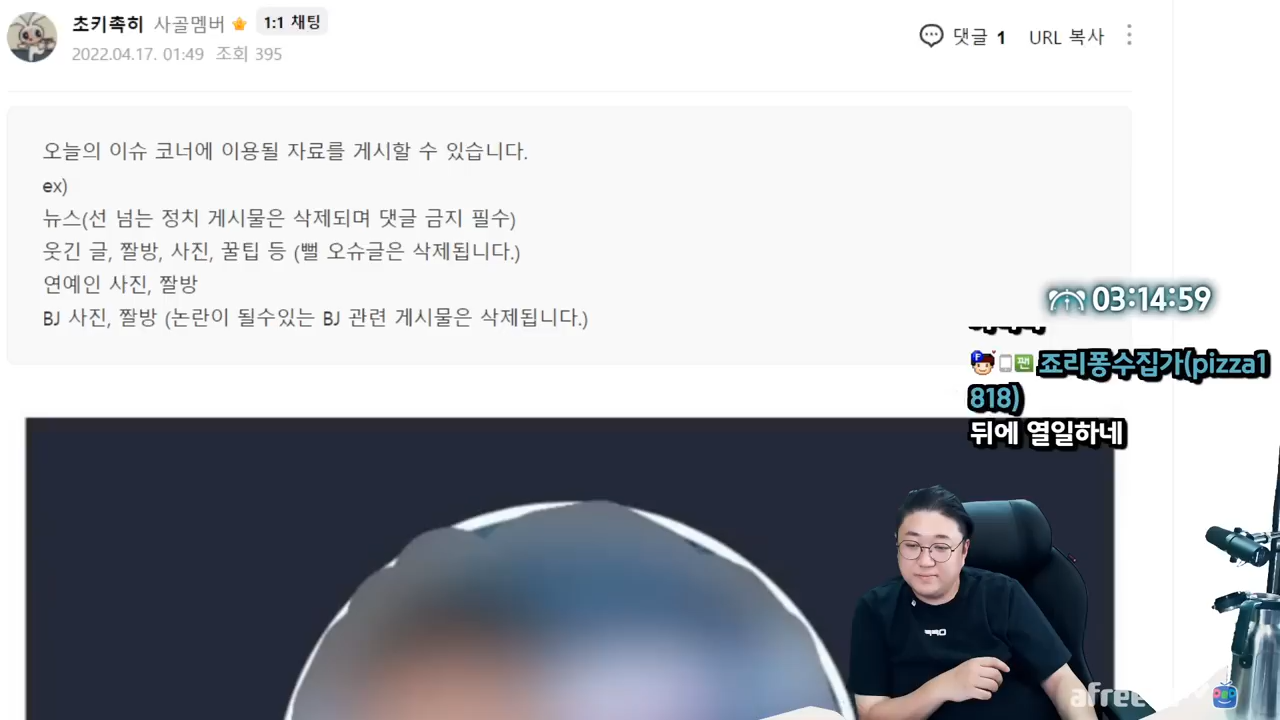 초키쵹히 사골멤버 1:1 채팅
2022.04.17. 01:49 조회 395
댓글 1 URL 복사
오늘의 이슈 코너에 이용될 자료를 게시할 수 있습니다.
ex)
뉴스(선 넘는 정치 게시물은 삭제되며 댓글 금지 필수)
웃긴 글, 짤방, 사진, 꿀팁 등 (뻘 오슈글은 삭제됩니다.)
연예인 사진, 짤방
BJ 사진, 짤방 (논란이 될수있는 BJ 관련 게시물은 삭제됩니다.)
03:14:59
F 팬 죠리퐁수집가(pizza1
818)
뒤에 열일하네